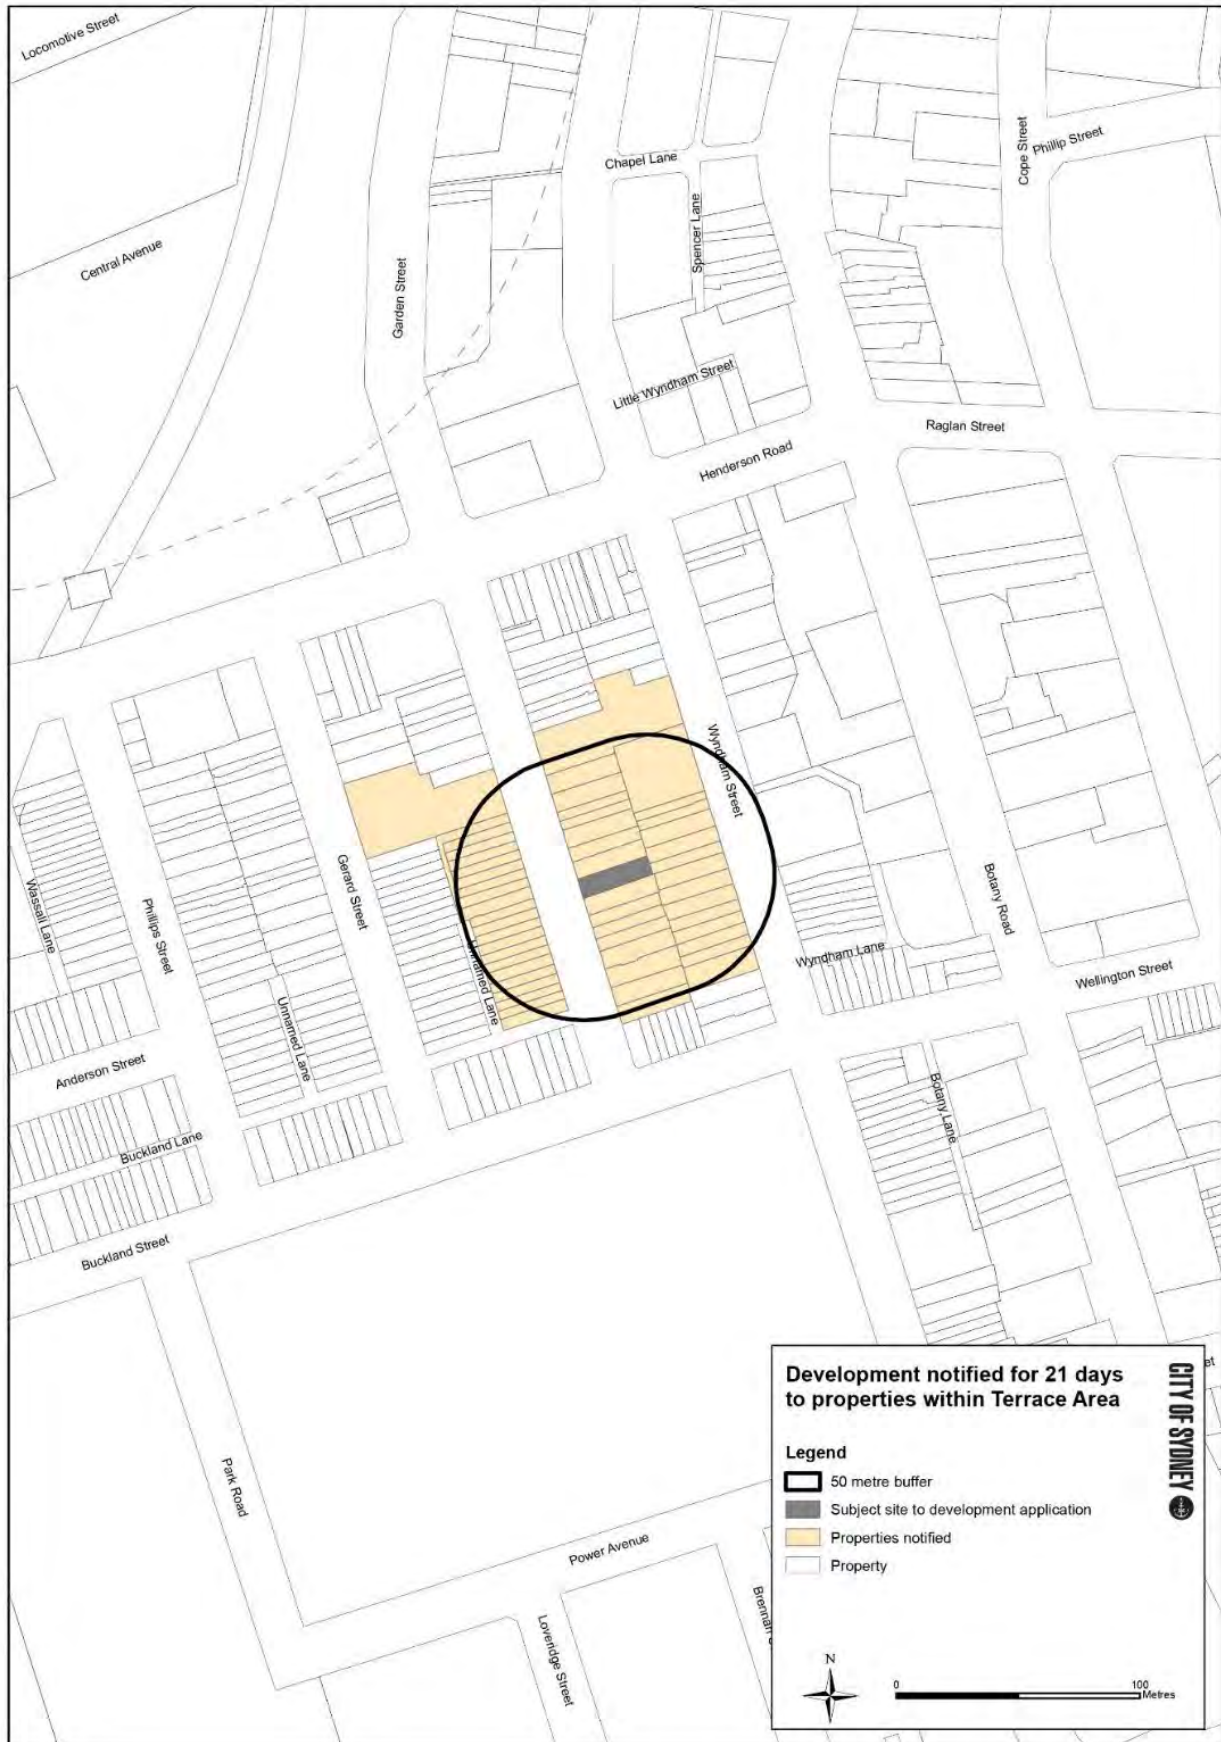 Locomotive Street
Cope Street
Phillip Street
Chapel Lane
Spencer Lane
Central Avenue
Garden Street
Little Wyndham Street
Raglan Street
Henderson Road
Wyndham Street
Gerard Street
Botany Road
Wassall Lane
Phillips Street
Wyndham Lane
Unnamed Lane
Wellington Street
Unnamed Lane
Anderson Street
Botany Lane
Buckland Lane
Buckland Street
Park Road
Power Avenue
Loveridge Street
Development notified for 21 days
to properties within Terrace Area
CITY OF SYDNEY
Legend
50 metre buffer
Subject site to development application
Properties notified
Property
N
0
100
Metres